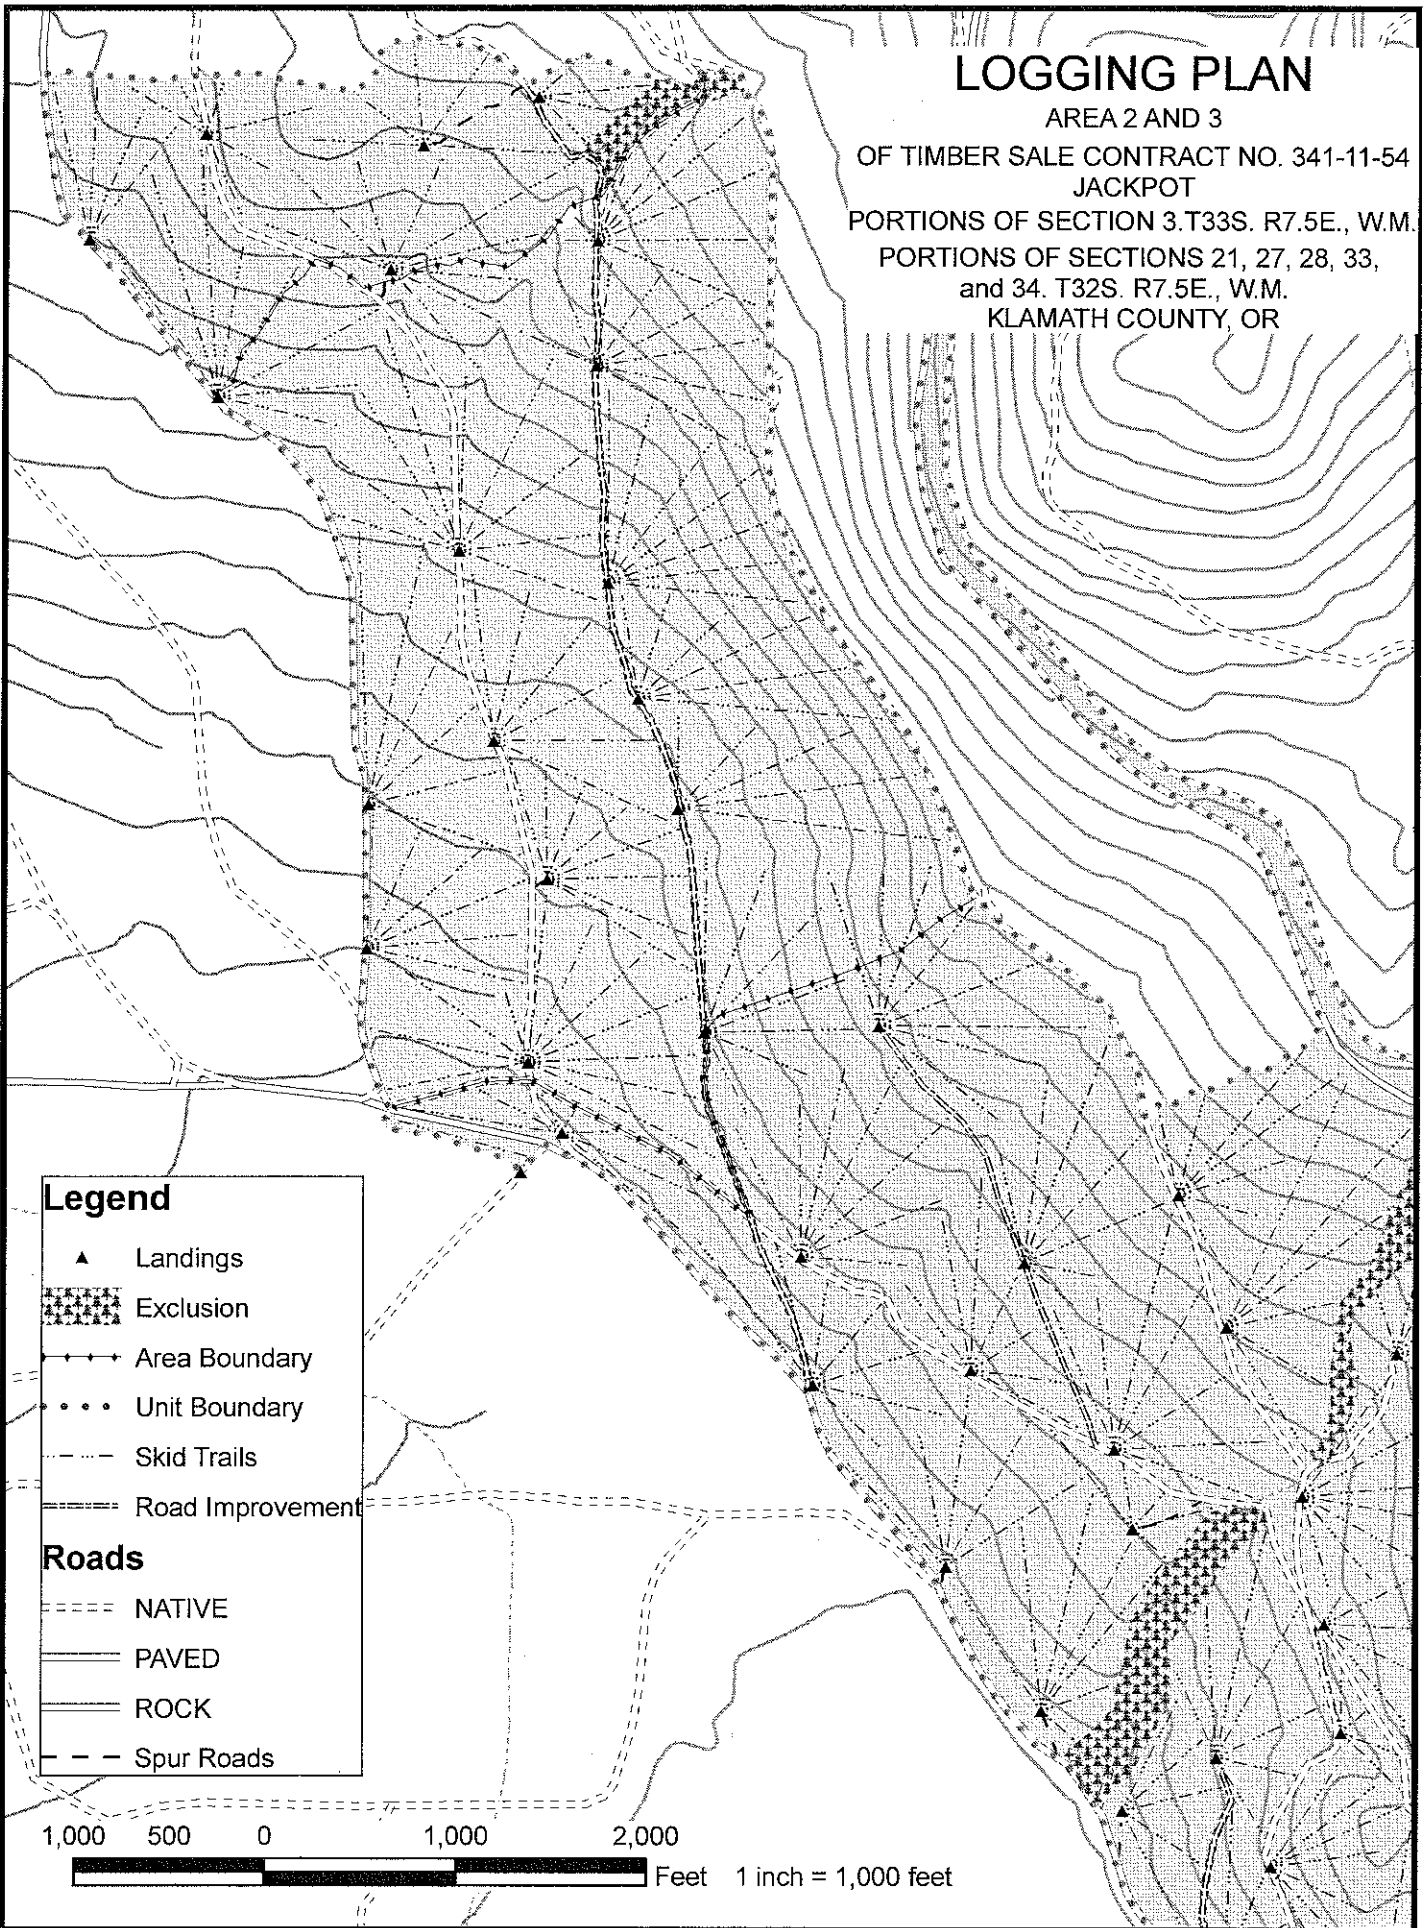 LOGGING PLAN
AREA 2 AND 3
OF TIMBER SALE CONTRACT NO. 341-11-54
JACKPOT
PORTIONS OF SECTION 3.T33S. R7.5E., W.M.
PORTIONS OF SECTIONS 21, 27, 28, 33,
and 34. T32S. R7.5E., W.M.
KLAMATH COUNTY, OR
Legend
Landings
Exclusion
Area Boundary
Unit Boundary
Skid Trails
Road Improvement
Roads
NATIVE
PAVED
ROCK
Spur Roads
1,000 500 0 1,000 2,000
Feet 1 inch = 1,000 feet